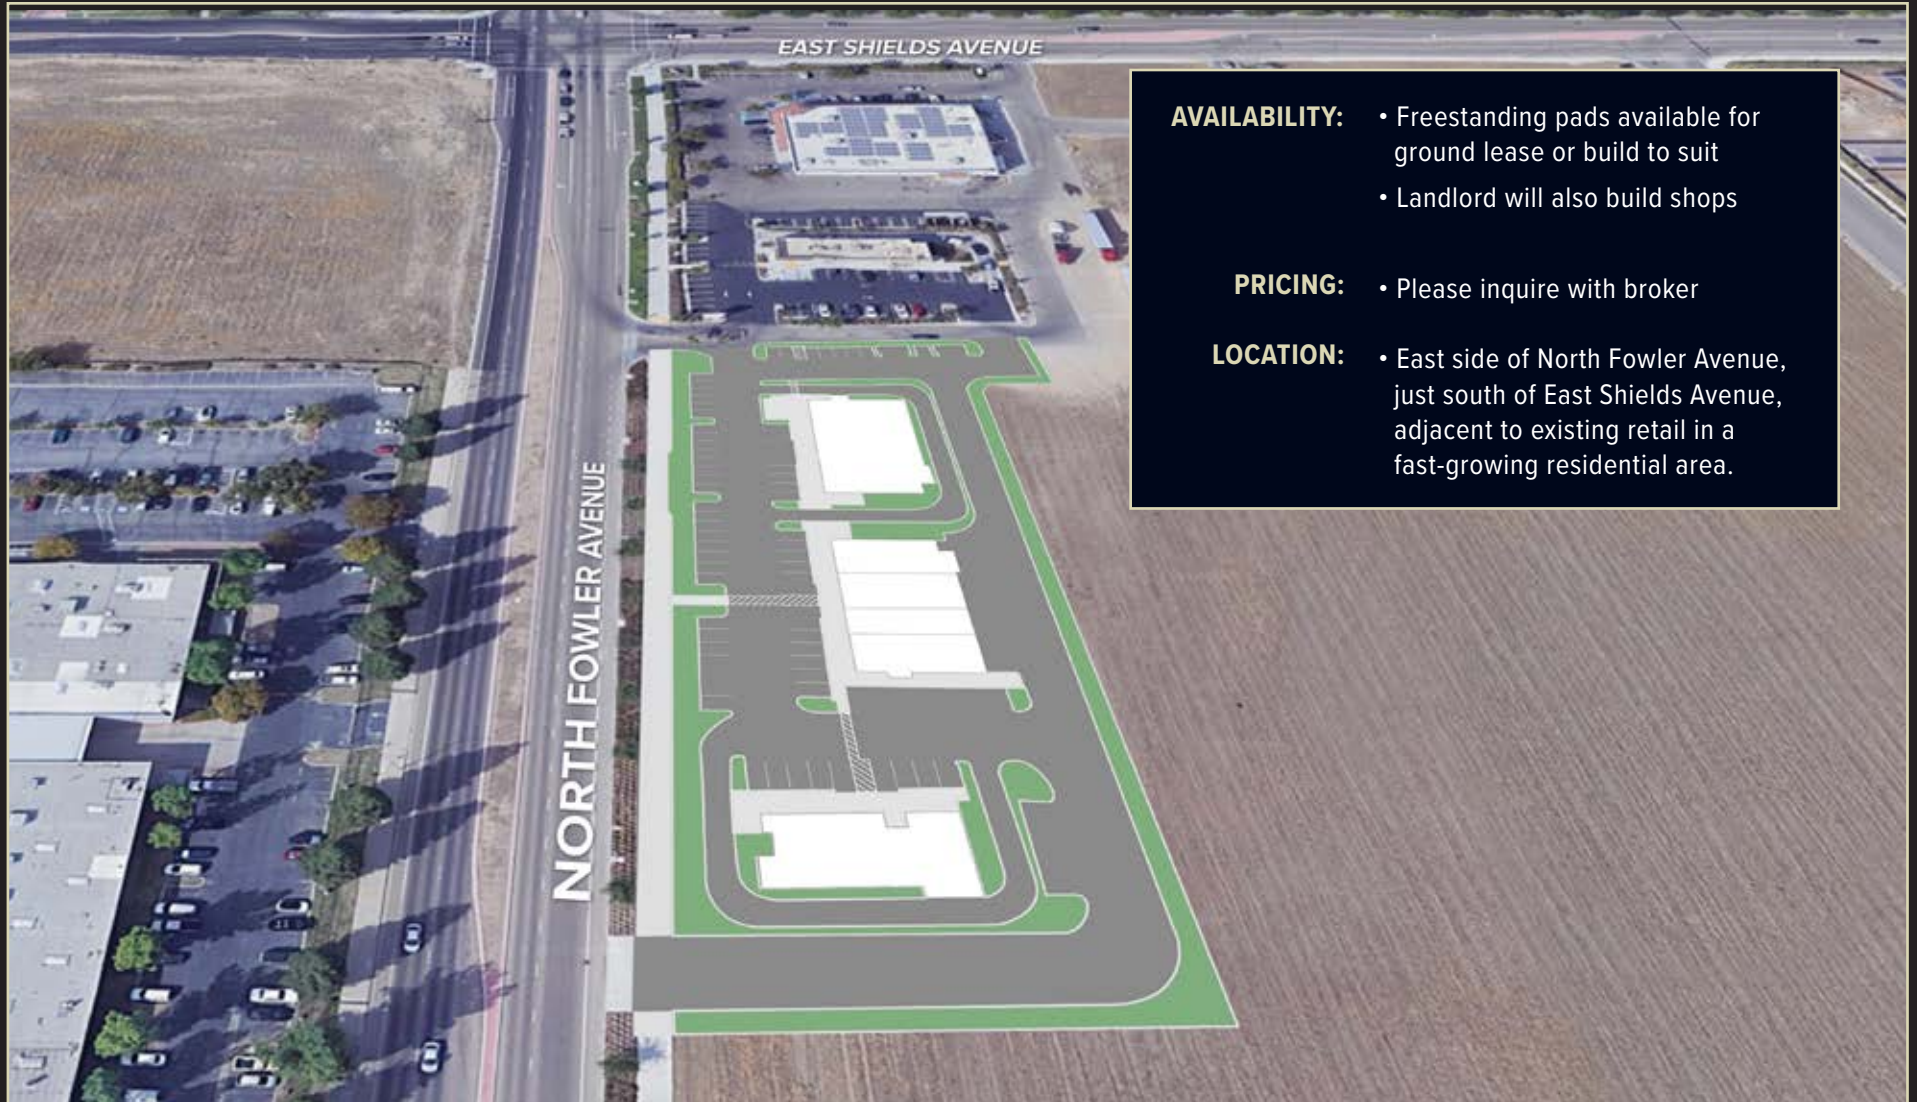 EAST SHIELDS AVENUE
AVAILABILITY:
• Freestanding pads available for
ground lease or build to suit
• Landlord will also build shops
PRICING:
• Please inquire with broker
LOCATION:
• East side of North Fowler Avenue,
just south of East Shields Avenue,
adjacent to existing retail in a
fast-growing residential area.
NORTH FOWLER AVENUE